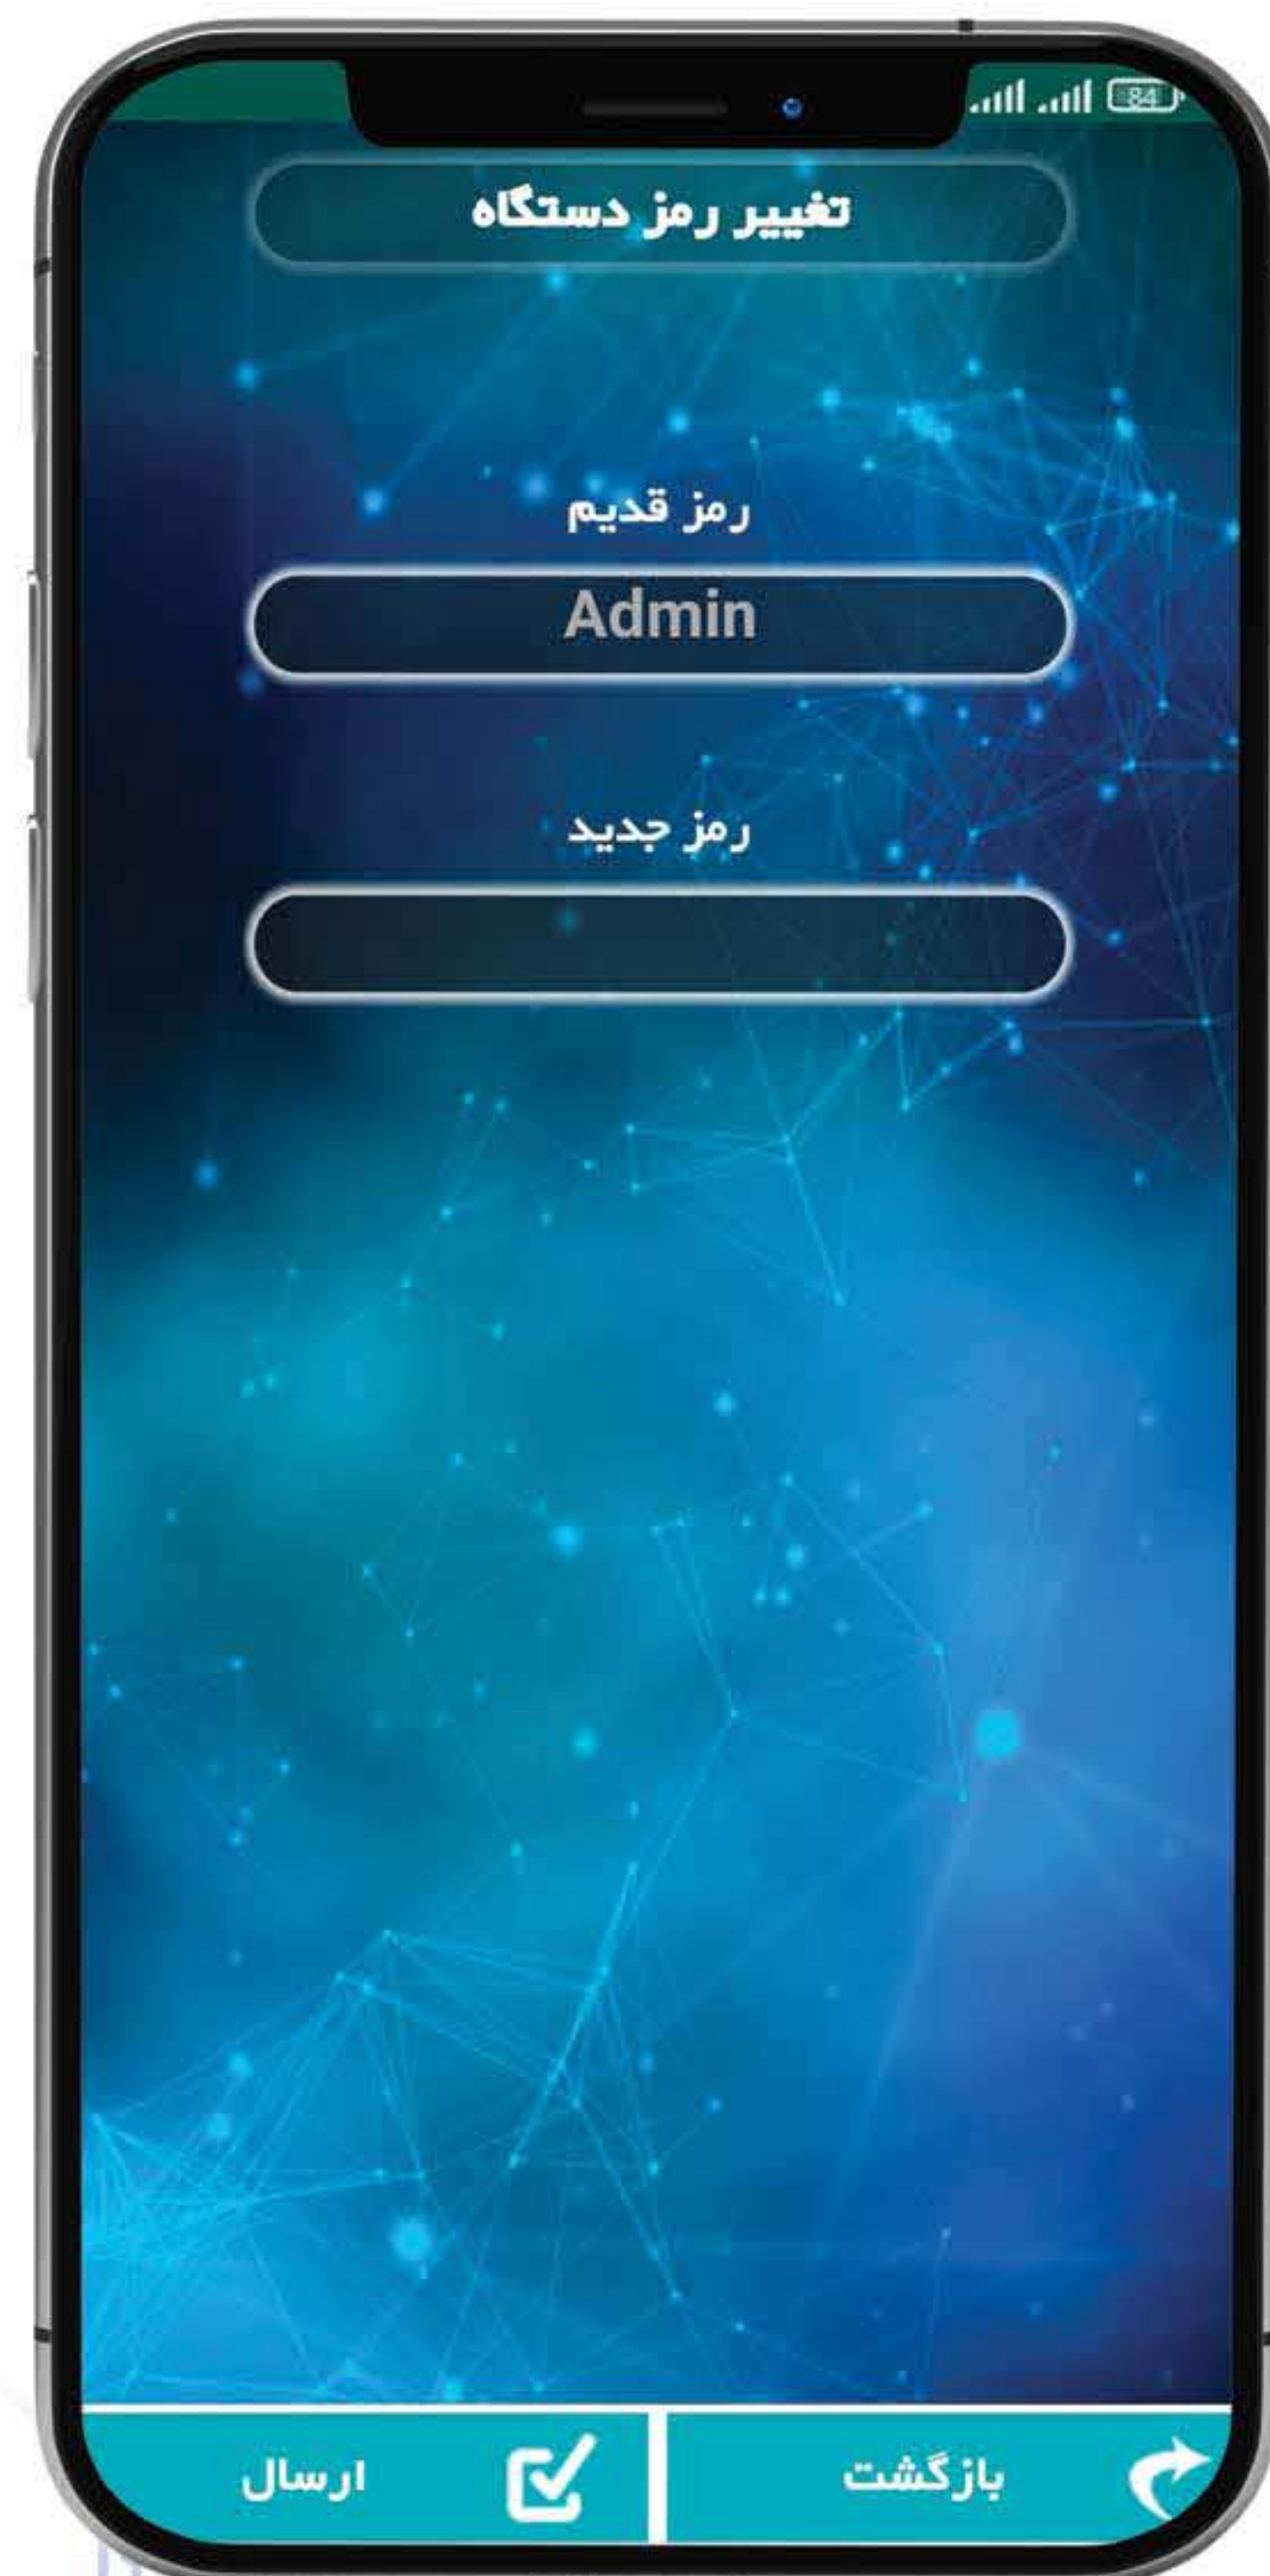 84
تغییر رمز دستگاه
رمز قدیم
Admin
رمز جدید
بازگشت
ارسال